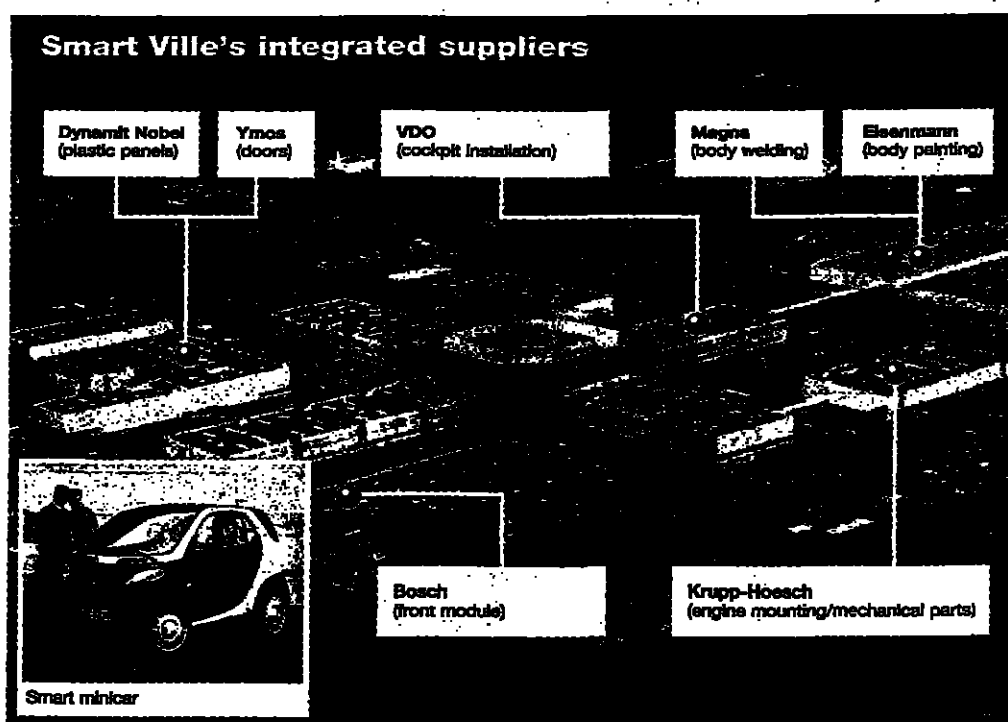 Smart Ville's integrated suppliers
Dynamit Nobel
(plastic panels)
Ymos
(doors)
VDO
(cockpit installation)
Magna
(body welding)
Eisenmann
(body painting)
Bosch
(front module)
Krupp-Hoesch
(engine mounting/mechanical parts)
Smart minicar